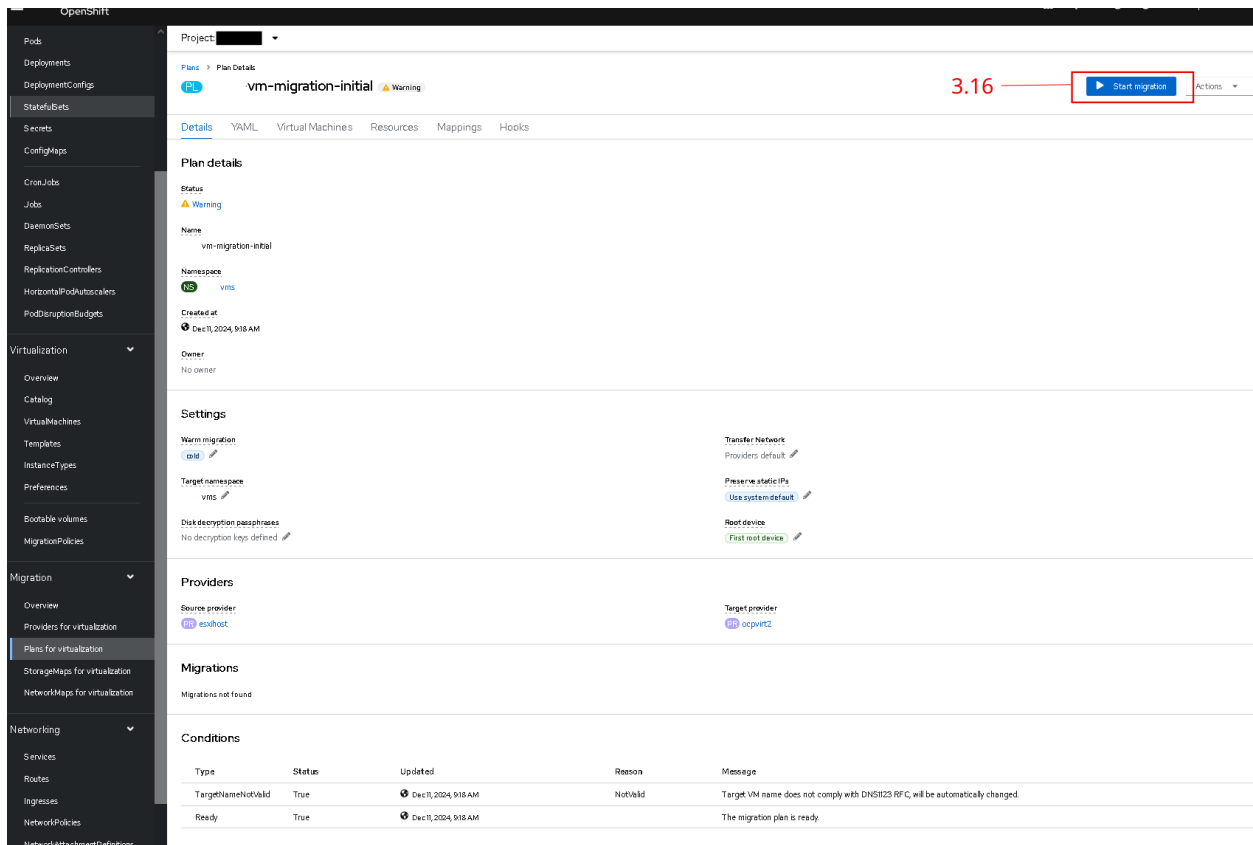 OpenShift
Pods
Deployments
DeploymentConfigs
StatefulSets
Secrets
ConfigMaps
CronJobs
Jobs
DaemonSets
ReplicaSets
ReplicationControllers
HorizontalPodAutoscalers
PodDisruptionBudgets
Virtualization
Overview
Catalog
VirtualMachines
Templates
InstanceTypes
Preferences
Bootable volumes
MigrationPolicies
Migration
Overview
Providers for virtualization
Plans for virtualization
StorageMaps for virtualization
NetworkMaps for virtualization
Networking
Services
Routes
Ingresses
NetworkPolicies
NetworkAttachmentDefinitions
Project:
Plans > Plan Details
PL vm-migration-initial Warning
3.16
Start migration
Actions
Details YAML Virtual Machines Resources Mappings Hooks
Plan details
Status
Warning
Name
vm-migration-initial
Namespace
NS vms
Created at
Dec 11, 2024, 9:18 AM
Owner
No owner
Settings
Warm migration
cold
Target namespace
vms
Disk decryption passphrases
No decryption keys defined
Transfer Network
Providers default
Preserve static IPs
Use system default
Root device
First root device
Providers
Source provider
PR esxihost
Target provider
PR ocpvirt2
Migrations
Migrations not found
Conditions
Type Status Updated Reason Message
TargetNameNotValid True Dec 11, 2024, 9:18 AM NotValid Target VM name does not comply with DNS1123 RFC, will be automatically changed.
Ready True Dec 11, 2024, 9:18 AM The migration plan is ready.